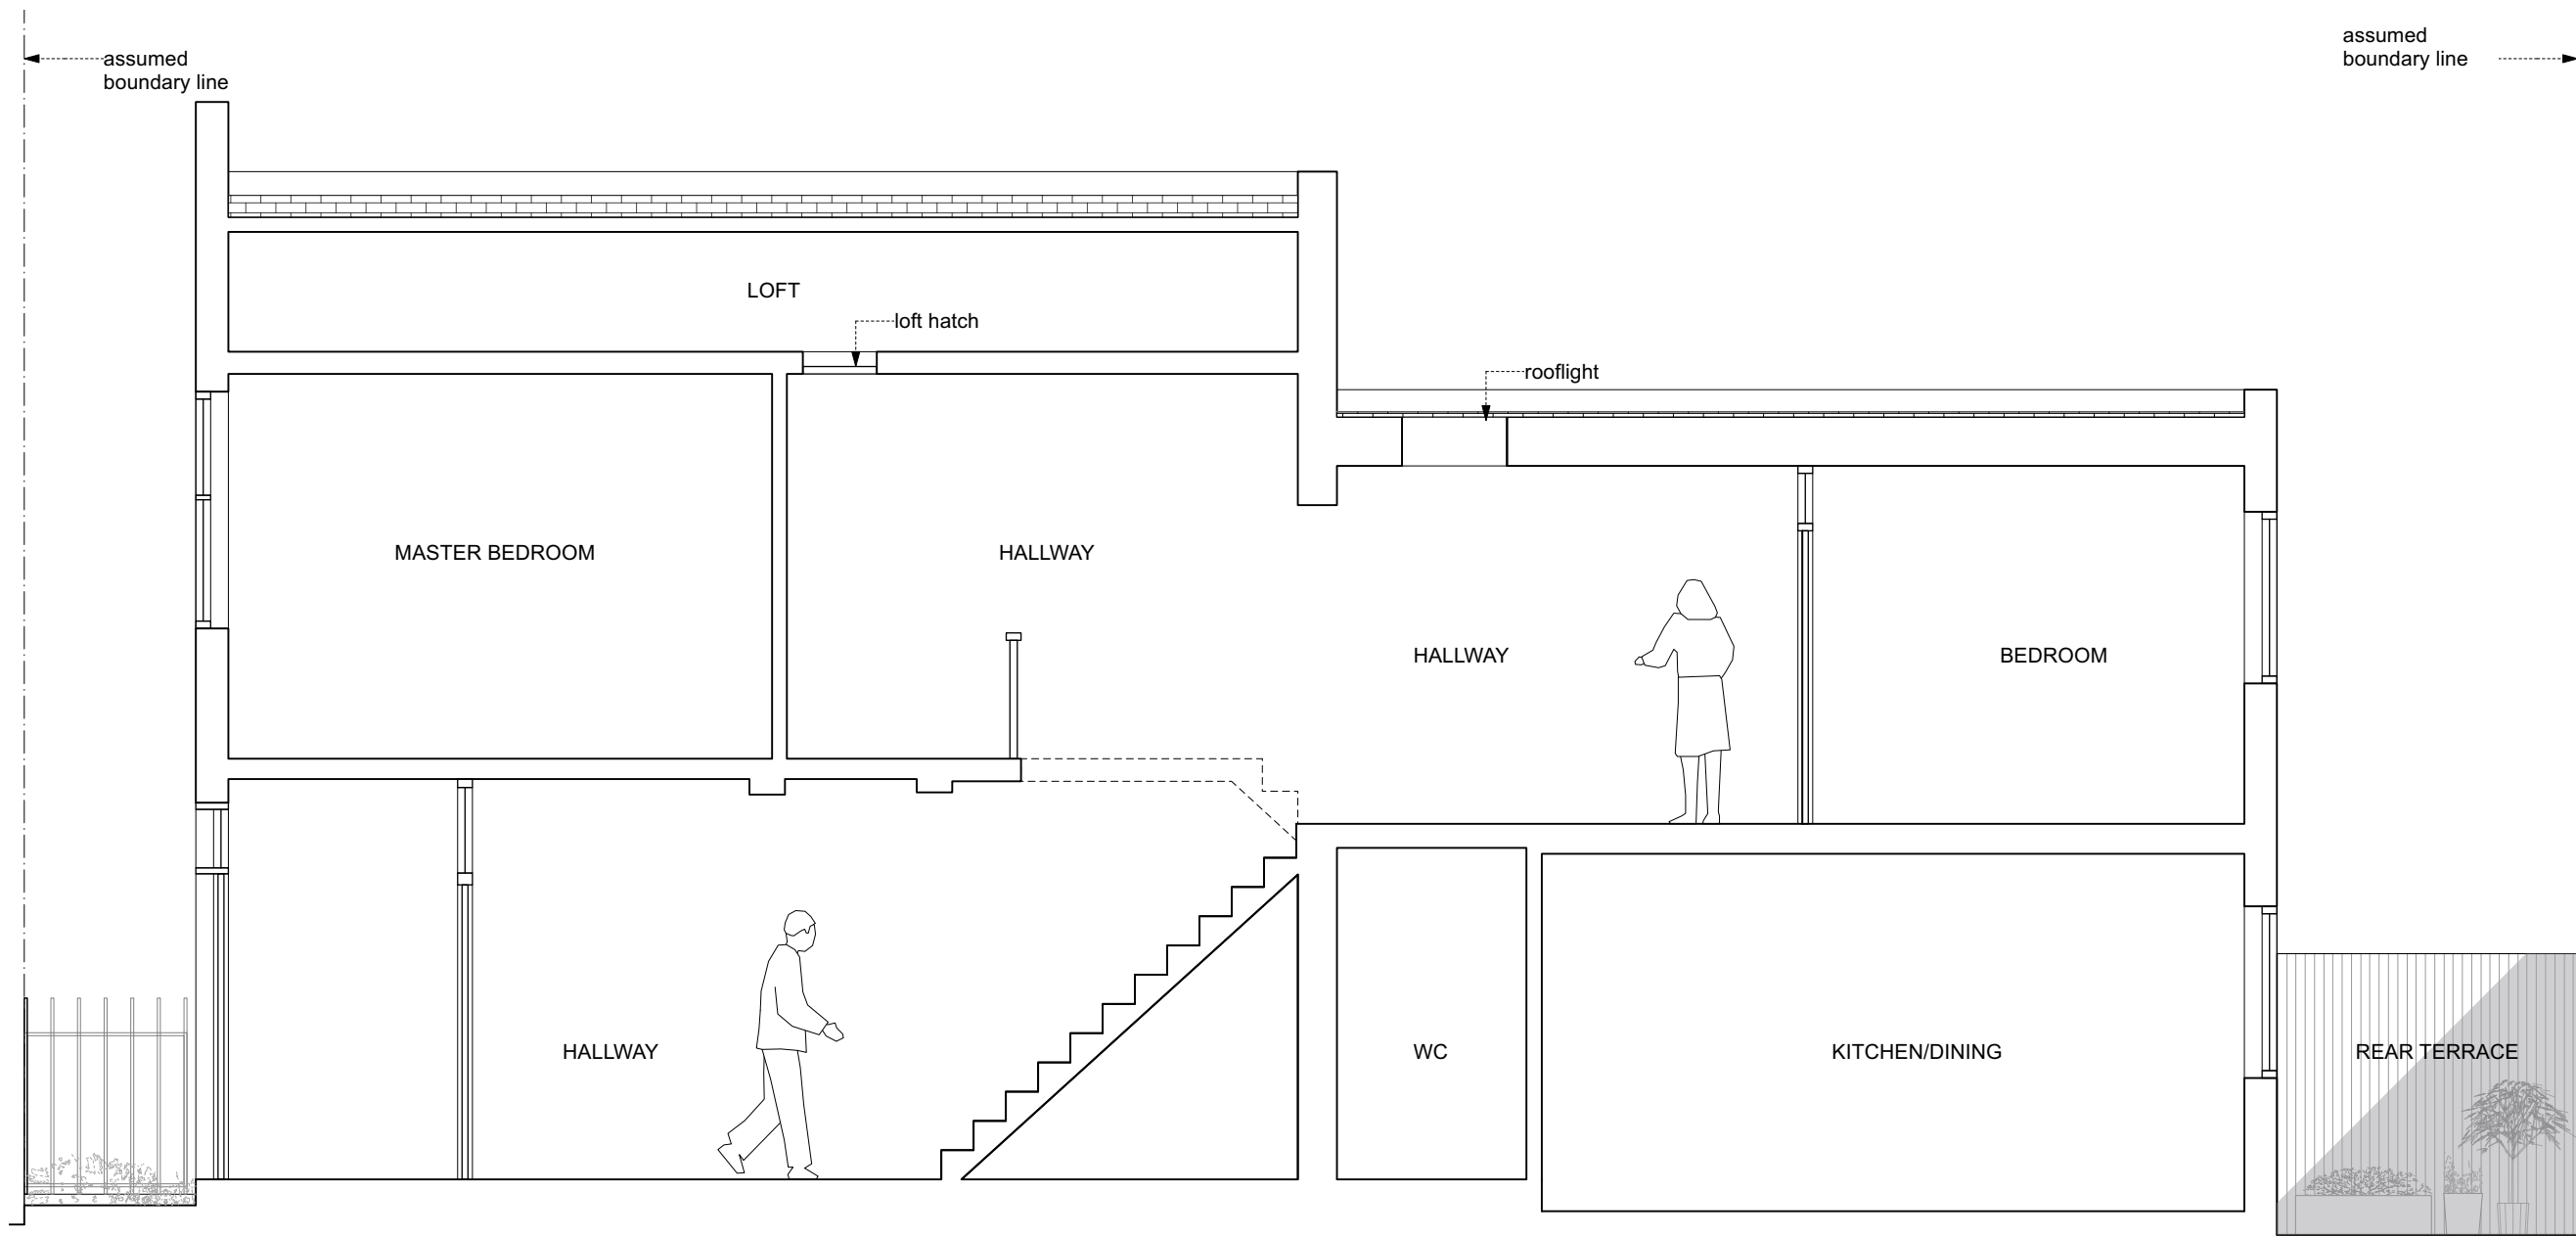 assumed
boundary line
assumed
boundary line
LOFT
loft hatch
rooflight
MASTER BEDROOM
HALLWAY
HALLWAY
BEDROOM
HALLWAY
WC
KITCHEN/DINING
REAR TERRACE